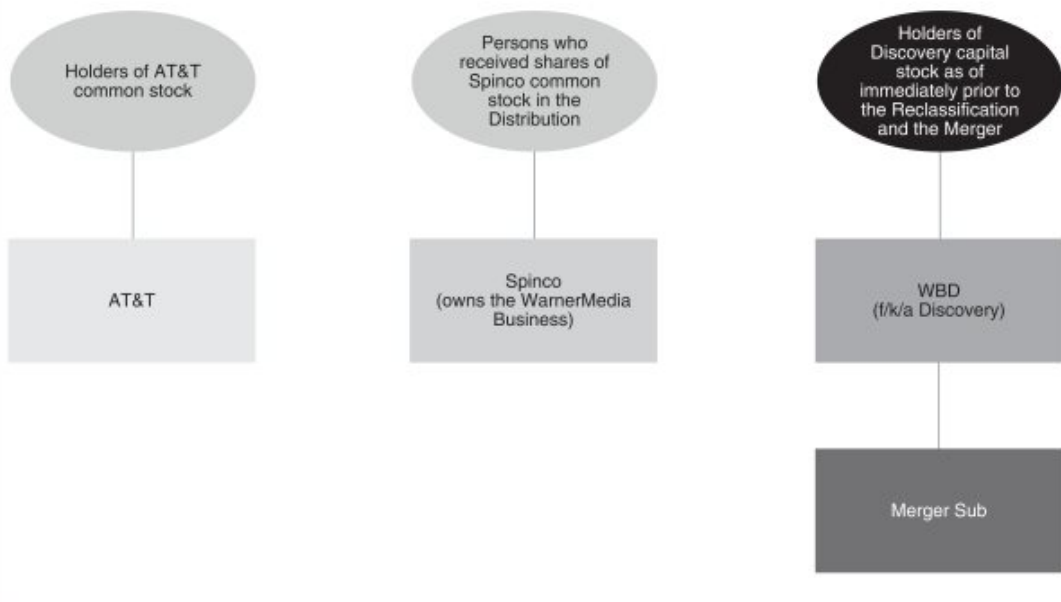 Holders of AT&T
common stock
Persons who
received shares of
Spinco common
stock in the
Distribution
Holders of
Discovery capital
stock as of
immediately prior to
the Reclassification
and the Merger
AT&T
Spinco
(owns the WarnerMedia
Business)
WBD
(f/k/a Discovery)
Merger Sub